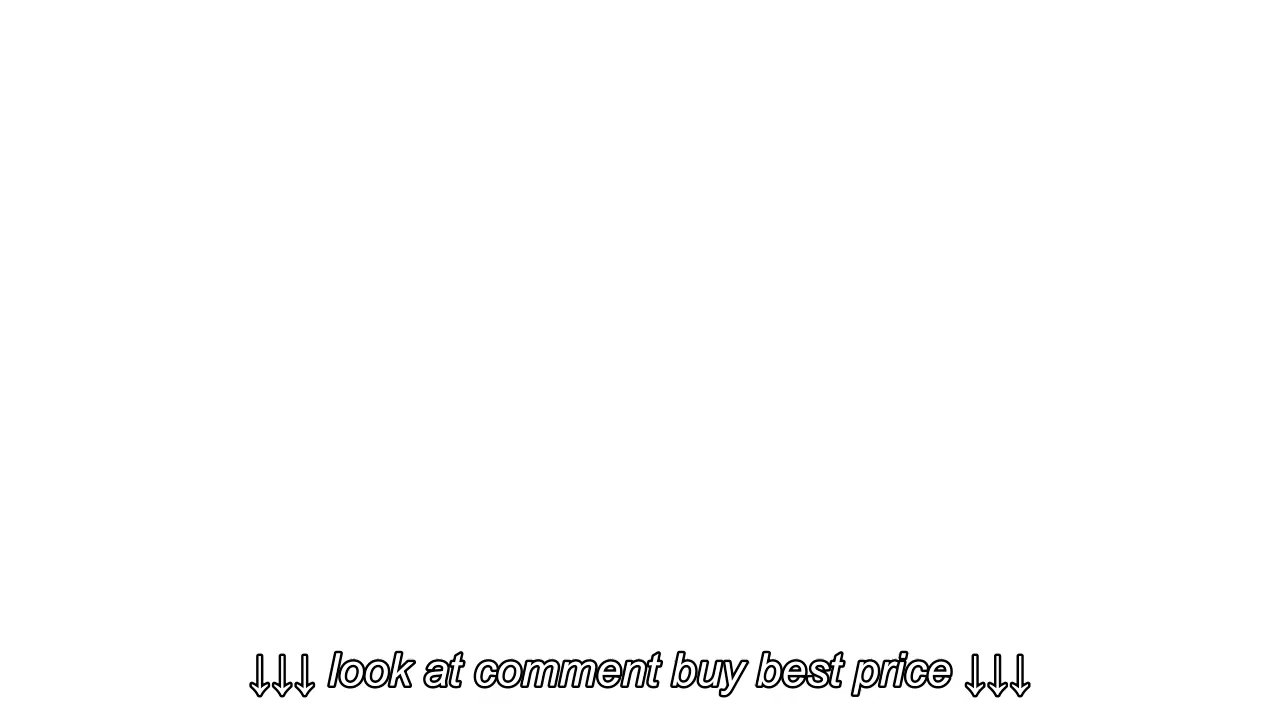 ↓↓↓ look at comment buy best price ↓↓↓